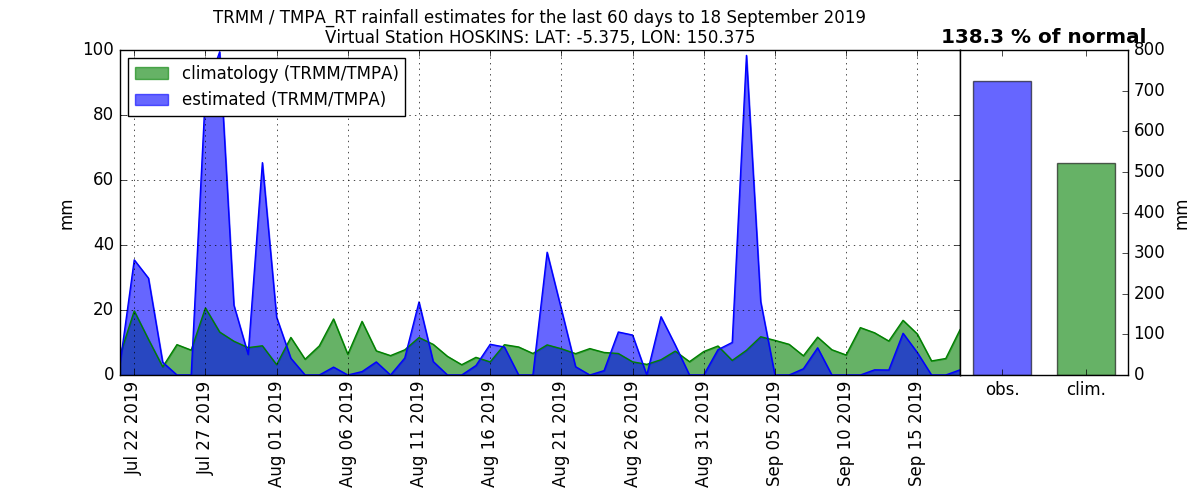 TRMM / TMPA_RT rainfall estimates for the last 60 days to 18 September 2019
Virtual Station HOSKINS: LAT: -5.375, LON: 150.375
138.3 % of normal
climatology (TRMM/TMPA)
estimated (TRMM/TMPA)
100
80
60
40
20
0
mm
Jul 22 2019
Jul 27 2019
Aug 01 2019
Aug 06 2019
Aug 11 2019
Aug 16 2019
Aug 21 2019
Aug 26 2019
Aug 31 2019
Sep 05 2019
Sep 10 2019
Sep 15 2019
obs.
clim.
800
700
600
500
400
300
200
100
0
mm